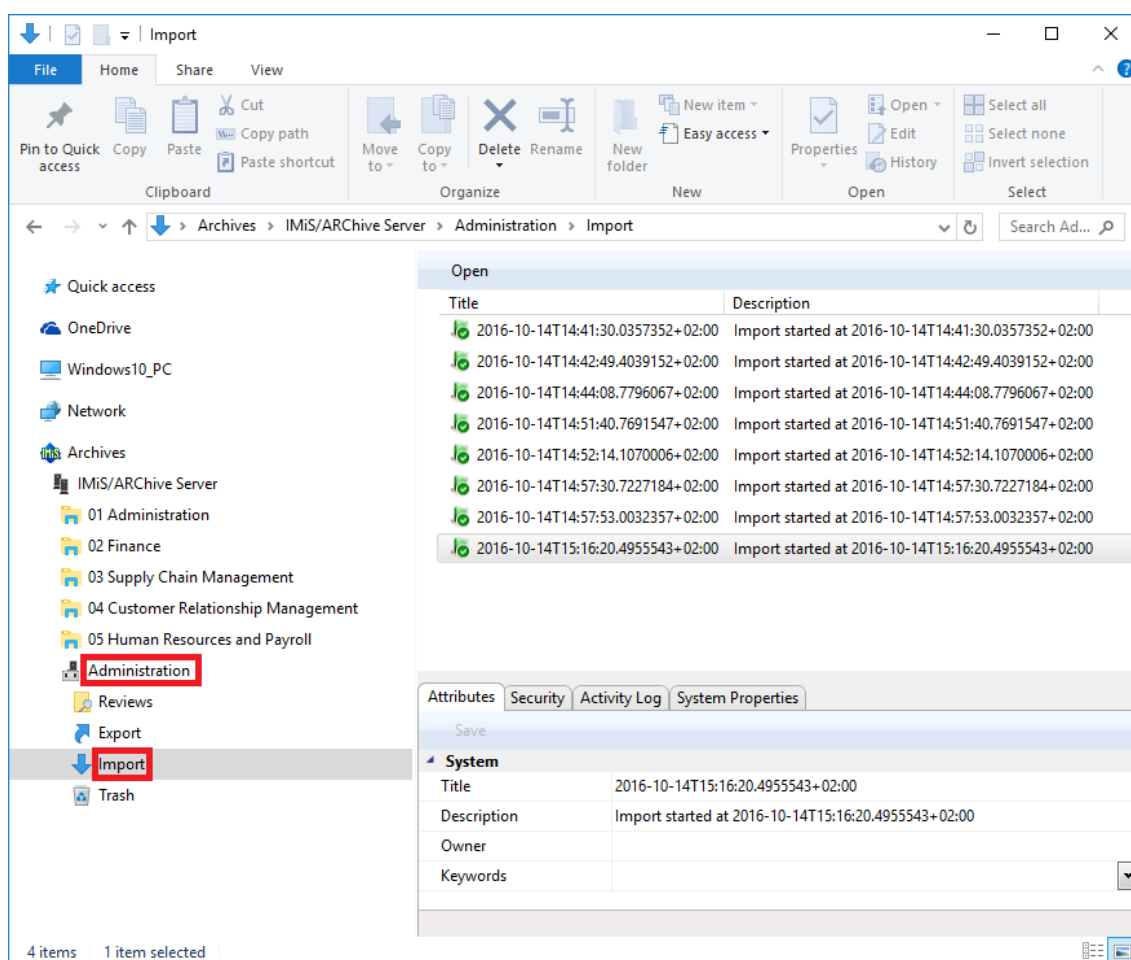 Import
File Home Share View
Pin to Quick access
Copy
Paste
Cut
Copy path
Paste shortcut
Clipboard
Move to
Copy to
Delete
Rename
Organize
New folder
New item
Easy access
New
Properties
Open
Edit
History
Open
Select all
Select none
Invert selection
Select
Archives > IMiS/ARChive Server > Administration > Import
Search Ad...
Quick access
OneDrive
Windows10_PC
Network
Archives
IMiS/ARChive Server
01 Administration
02 Finance
03 Supply Chain Management
04 Customer Relationship Management
05 Human Resources and Payroll
Administration
Reviews
Export
Import
Trash
Open
Title Description
2016-10-14T14:41:30.0357352+02:00 Import started at 2016-10-14T14:41:30.0357352+02:00
2016-10-14T14:42:49.4039152+02:00 Import started at 2016-10-14T14:42:49.4039152+02:00
2016-10-14T14:44:08.7796067+02:00 Import started at 2016-10-14T14:44:08.7796067+02:00
2016-10-14T14:51:40.7691547+02:00 Import started at 2016-10-14T14:51:40.7691547+02:00
2016-10-14T14:52:14.1070006+02:00 Import started at 2016-10-14T14:52:14.1070006+02:00
2016-10-14T14:57:30.7227184+02:00 Import started at 2016-10-14T14:57:30.7227184+02:00
2016-10-14T14:57:53.0032357+02:00 Import started at 2016-10-14T14:57:53.0032357+02:00
2016-10-14T15:16:20.4955543+02:00 Import started at 2016-10-14T15:16:20.4955543+02:00
Attributes Security Activity Log System Properties
Save
System
Title 2016-10-14T15:16:20.4955543+02:00
Description Import started at 2016-10-14T15:16:20.4955543+02:00
Owner
Keywords
4 items 1 item selected